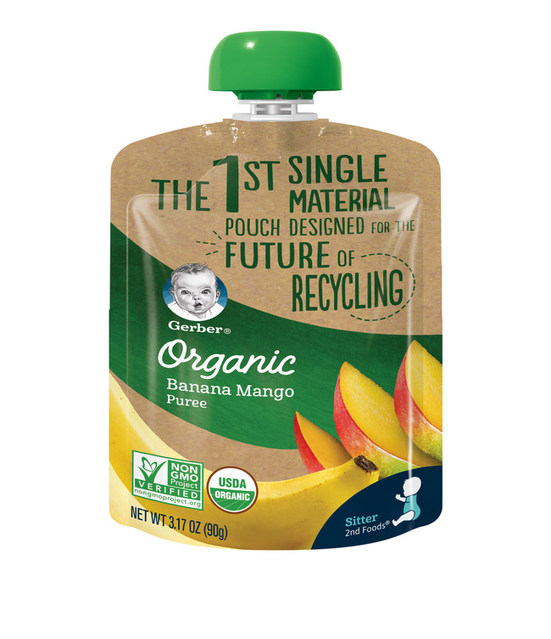 THE 1ST SINGLE
MATERIAL
POUCH DESIGNED FOR THE
FUTURE OF
RECYCLING
Gerber®
Organic
Banana Mango
Puree
NON
GMO
Project
VERIFIED
nongmoproject.org
USDA
ORGANIC
NET WT 3.17 OZ (90g)
Sitter
2nd Foods®